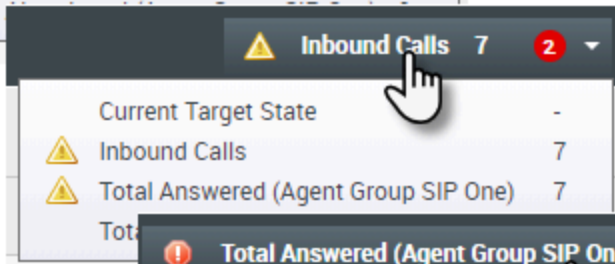 Inbound Calls 7 2
Current Target State -
Inbound Calls 7
Total Answered (Agent Group SIP One) 7
Total Answered (Agent Group SIP On